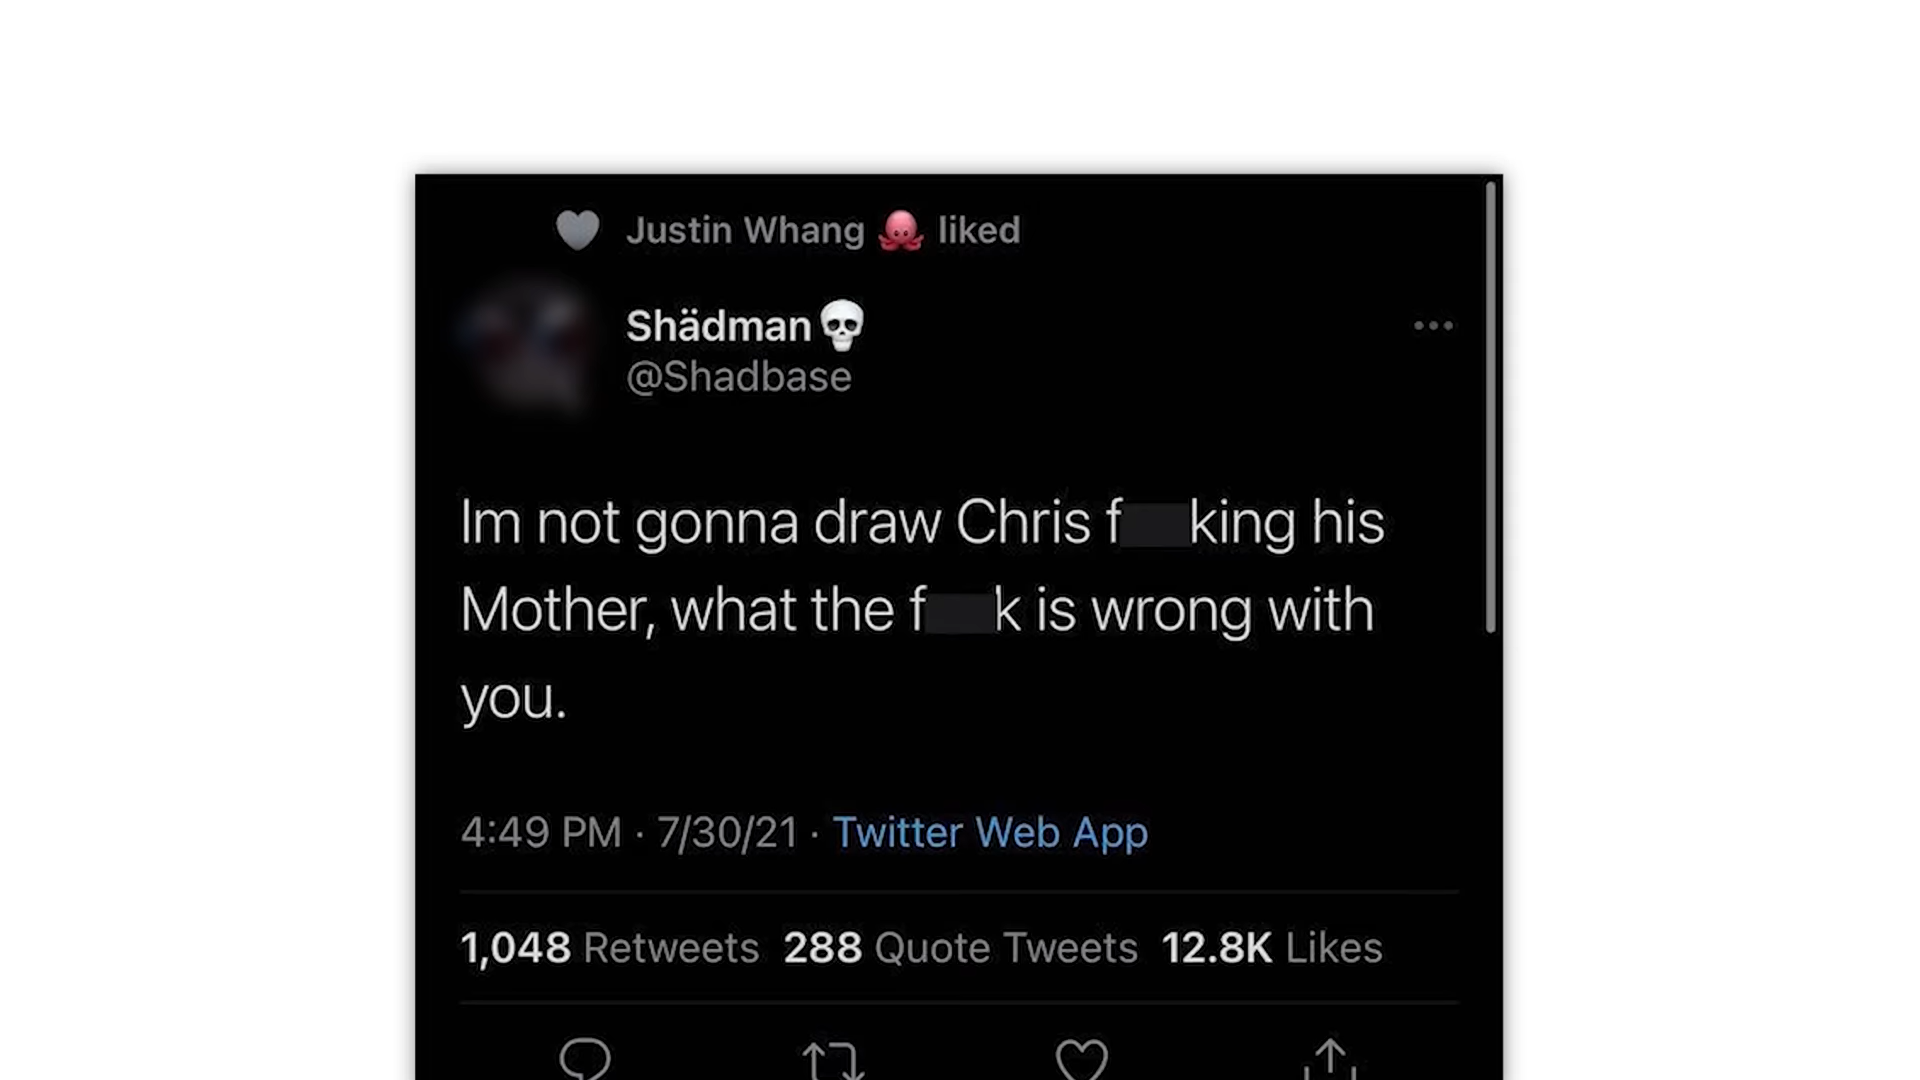 Justin Whang 🐙 liked
Shädman💀
@Shadbase
Im not gonna draw Chris f king his
Mother, what the f k is wrong with
you.
4:49 PM · 7/30/21 · Twitter Web App
1,048 Retweets 288 Quote Tweets 12.8K Likes